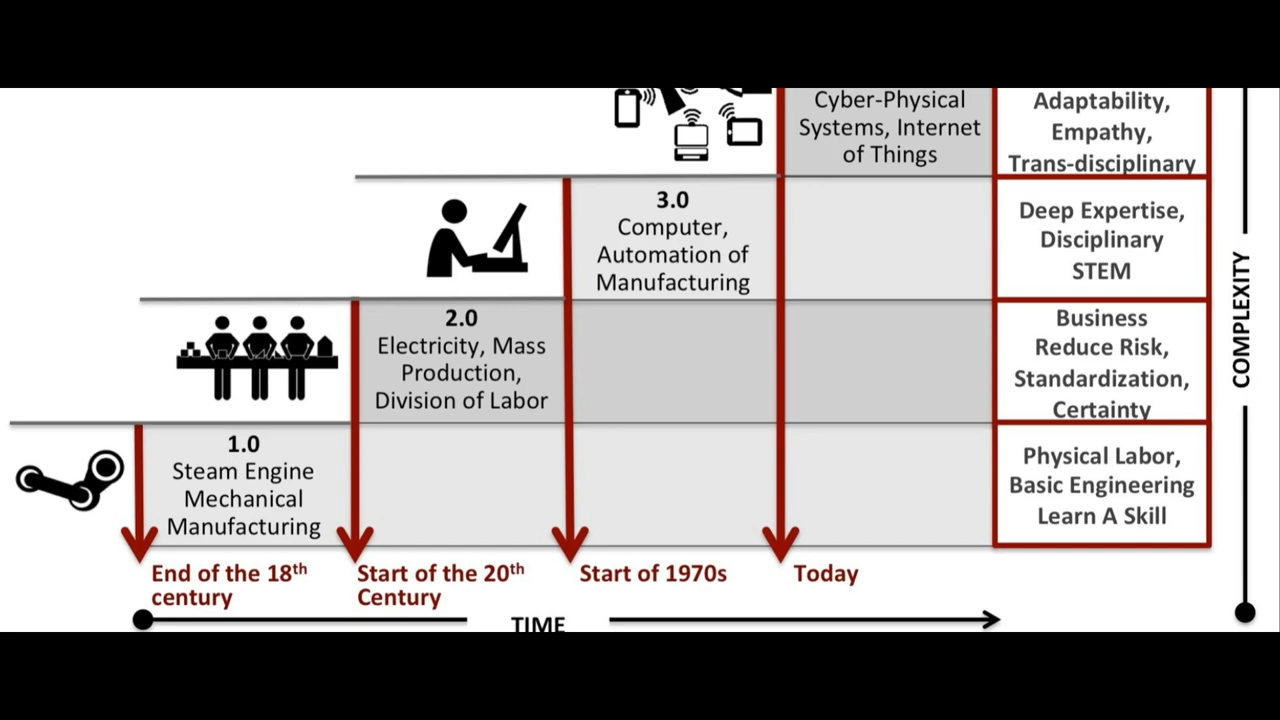 Cyber-Physical
Systems, Internet
of Things
Adaptability,
Empathy,
Trans-disciplinary
3.0
Computer,
Automation of
Manufacturing
Deep Expertise,
Disciplinary
STEM
2.0
Electricity, Mass
Production,
Division of Labor
Business
Reduce Risk,
Standardization,
Certainty
1.0
Steam Engine
Mechanical
Manufacturing
Physical Labor,
Basic Engineering
Learn A Skill
COMPLEXITY
End of the 18th
century
Start of the 20th
Century
Start of 1970s
Today
TIME